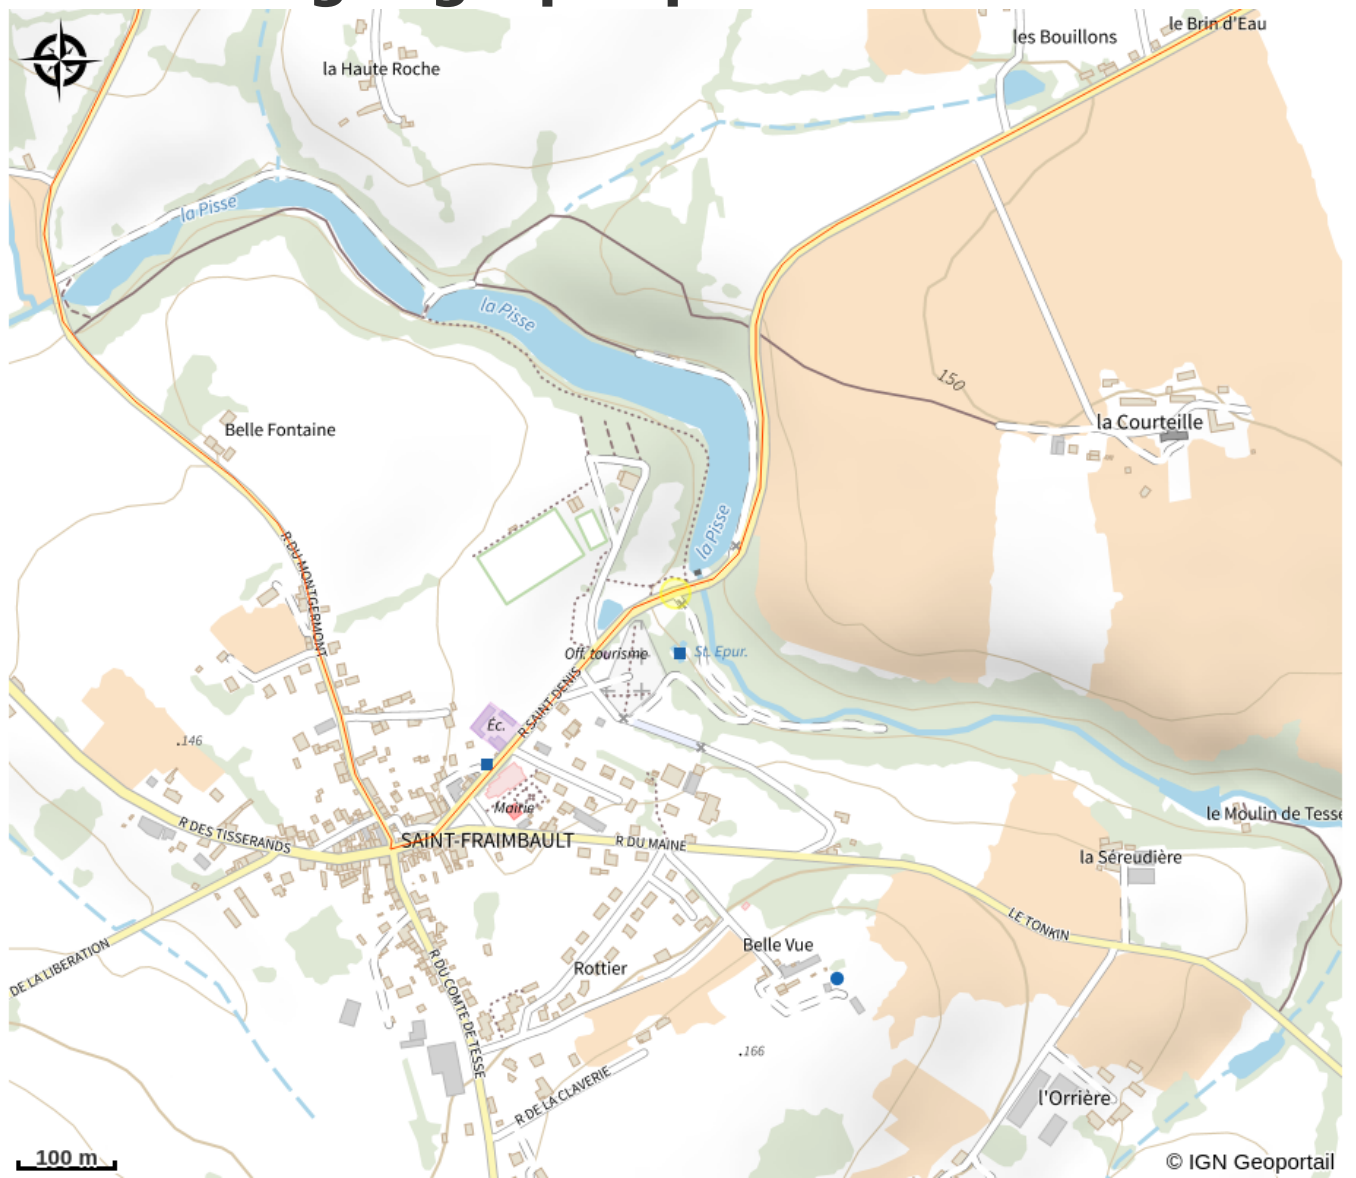 le Brin d'Eau
les Bouillons
la Haute Roche
la Pisse
la Pisse
150
la Courteille
Belle Fontaine
la Pisse
R DU MONTGERMONT
Off. tourisme
St. Epur.
R SAINT-DENIS
Éc.
146
Mairie
le Moulin de Tesse
R DES TISSERANDS
SAINT-FRAIMBAULT
R DU MAINE
la Séreudière
LE TONKIN
Belle Vue
DE LA LIBERATION
Rottier
R DU COMTE DE TESSE
166
R DE LA CLAVERIE
l'Orrière
100 m
© IGN Geoportail